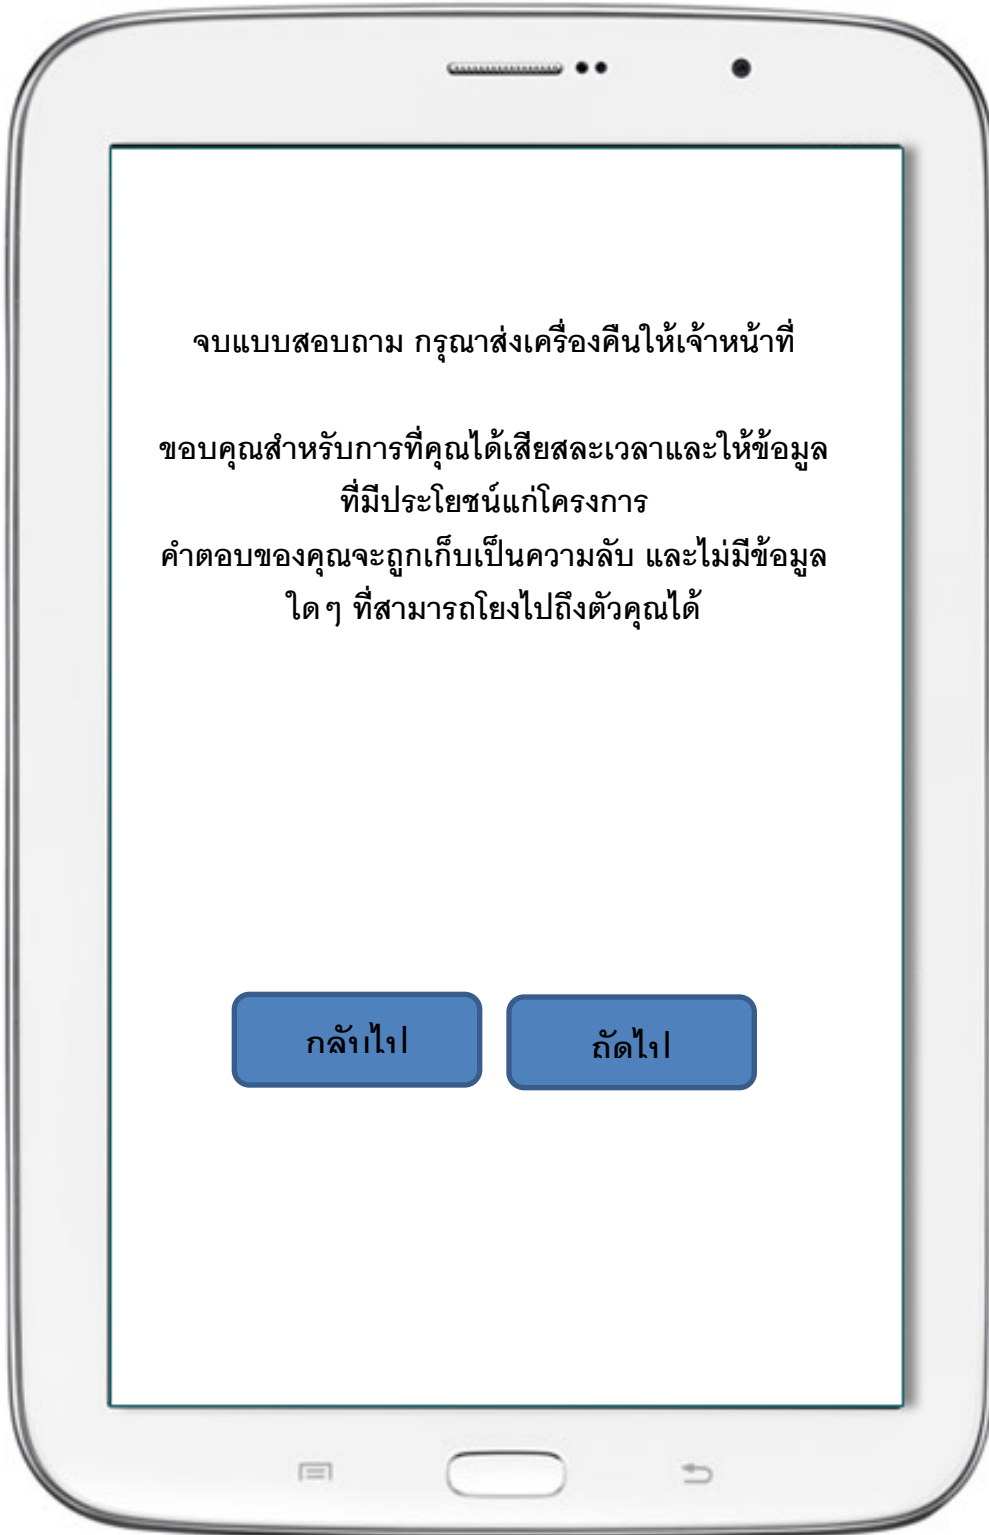 จบแบบสอบถาม กรุณาส่งเครื่องคืนให้เจ้าหน้าที่
ขอบคุณสำหรับการที่คุณได้เสียสละเวลาและให้ข้อมูล
ที่มีประโยชน์แก่โครงการ
คำตอบของคุณจะถูกเก็บเป็นความลับ และไม่มีข้อมูล
ใดๆ ที่สามารถโยงไปถึงตัวคุณได้
กลับไป
ถัดไป